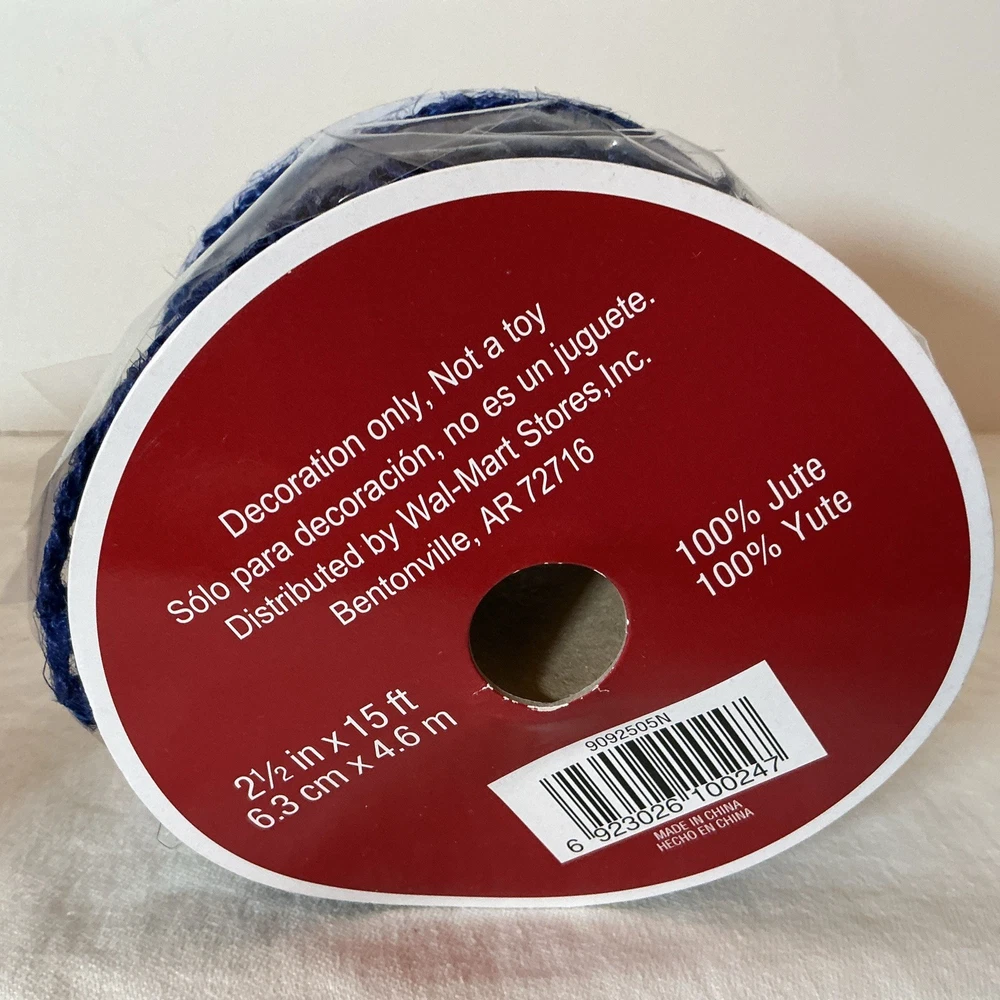 Decoration only, Not a toy
Sólo para decoración, no es un juguete.
Distributed by Wal-Mart Stores,Inc.
Bentonville, AR 72716
100% Jute
100% Yute
2½ in x 15 ft
6.3 cm x 4.6 m
9092505N
6 923026 100247
MADE IN CHINA
HECHO EN CHINA